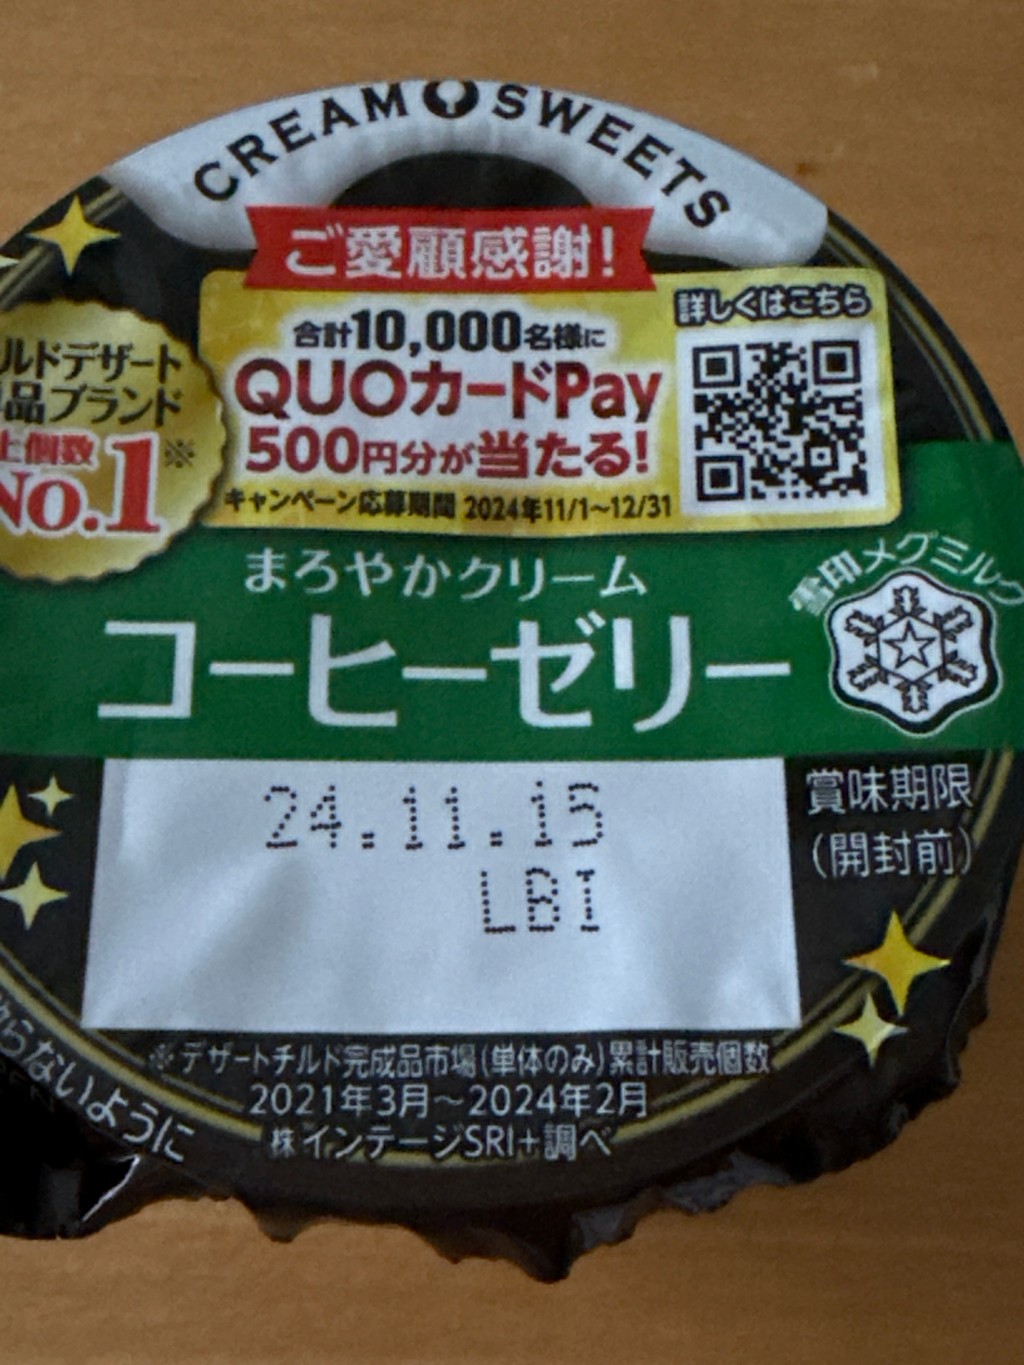 CREAM SWEETS
ご愛顧感謝!
合計10,000名様に
QUOカードPay
500円分が当たる!
キャンペーン応募期間 2024年11/1~12/31
詳しくはこちら
ルドデザート
品ブランド
上個数
No.1※
まろやかクリーム
コーヒーゼリー
雪印メグミルク
24.11.15
LBI
賞味期限
(開封前)
※デザートチルド完成品市場(単体のみ)累計販売個数
2021年3月~2024年2月
株インテージSRI+調べ
らないように